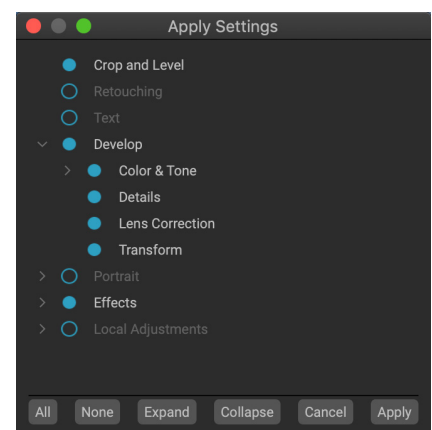 Apply Settings
Crop and Level
Retouching
Text
Develop
Color & Tone
Details
Lens Correction
Transform
Portrait
Effects
Local Adjustments
All None Expand Collapse Cancel Apply